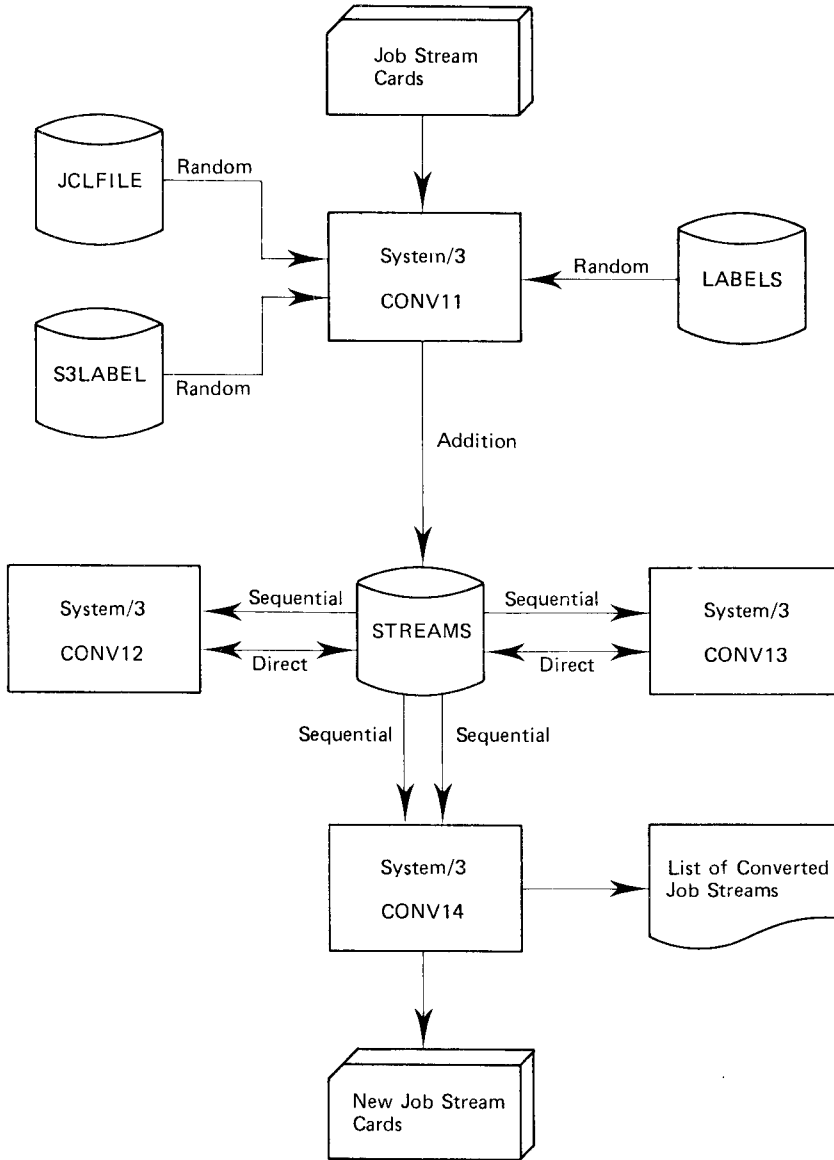 Job Stream
Cards
JCLFILE
Random
System/3
CONV11
Random
LABELS
S3LABEL
Random
Addition
System/3
CONV12
Sequential
Direct
STREAMS
Sequential
Direct
System/3
CONV13
Sequential
Sequential
System/3
CONV14
List of Converted
Job Streams
New Job Stream
Cards